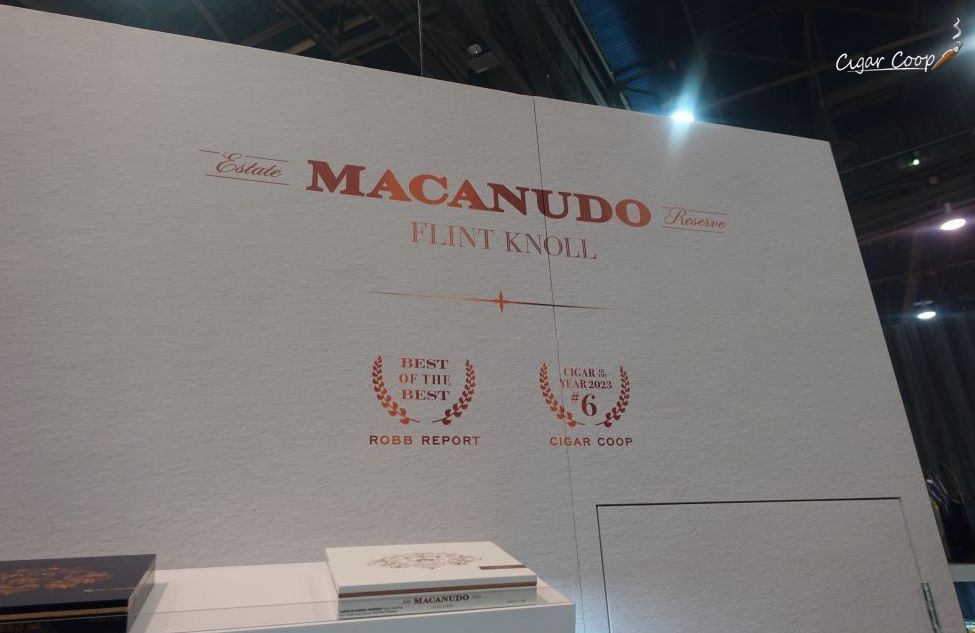 Cigar Coop
Estate MACANUDO Reserve
FLINT KNOLL
BEST
OF THE
BEST
ROBB REPORT
CIGAR OF THE
YEAR 2023
#6
CIGAR COOP
MACANUDO